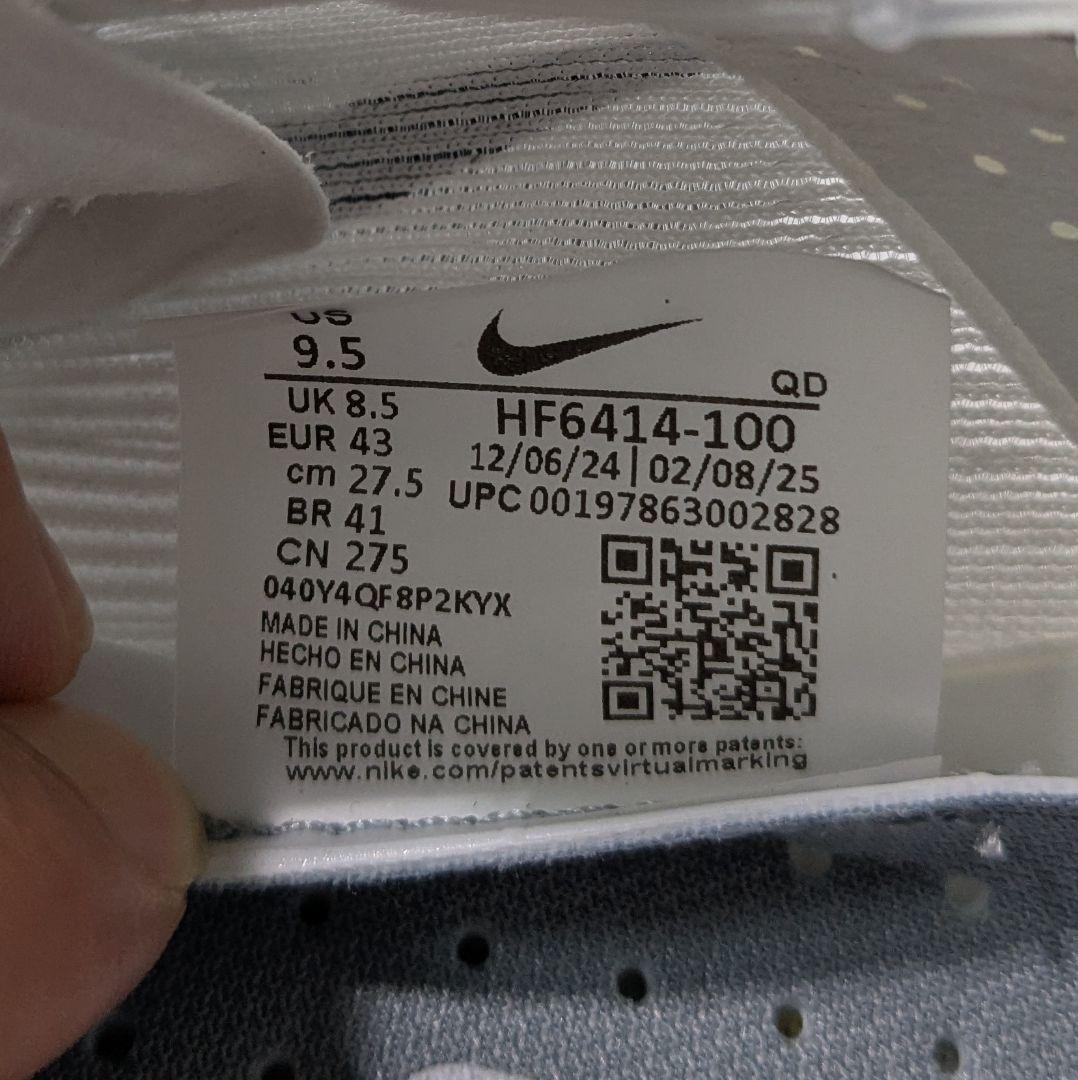 US
9.5
QD
UK 8.5
HF6414-100
EUR 43
12/06/24 | 02/08/25
cm 27.5
UPC 00197863002828
BR 41
CN 275
040Y4QF8P2KYX
MADE IN CHINA
HECHO EN CHINA
FABRIQUE EN CHINE
FABRICADO NA CHINA
This product is covered by one or more patents:
www.nike.com/patentsvirtualmarking